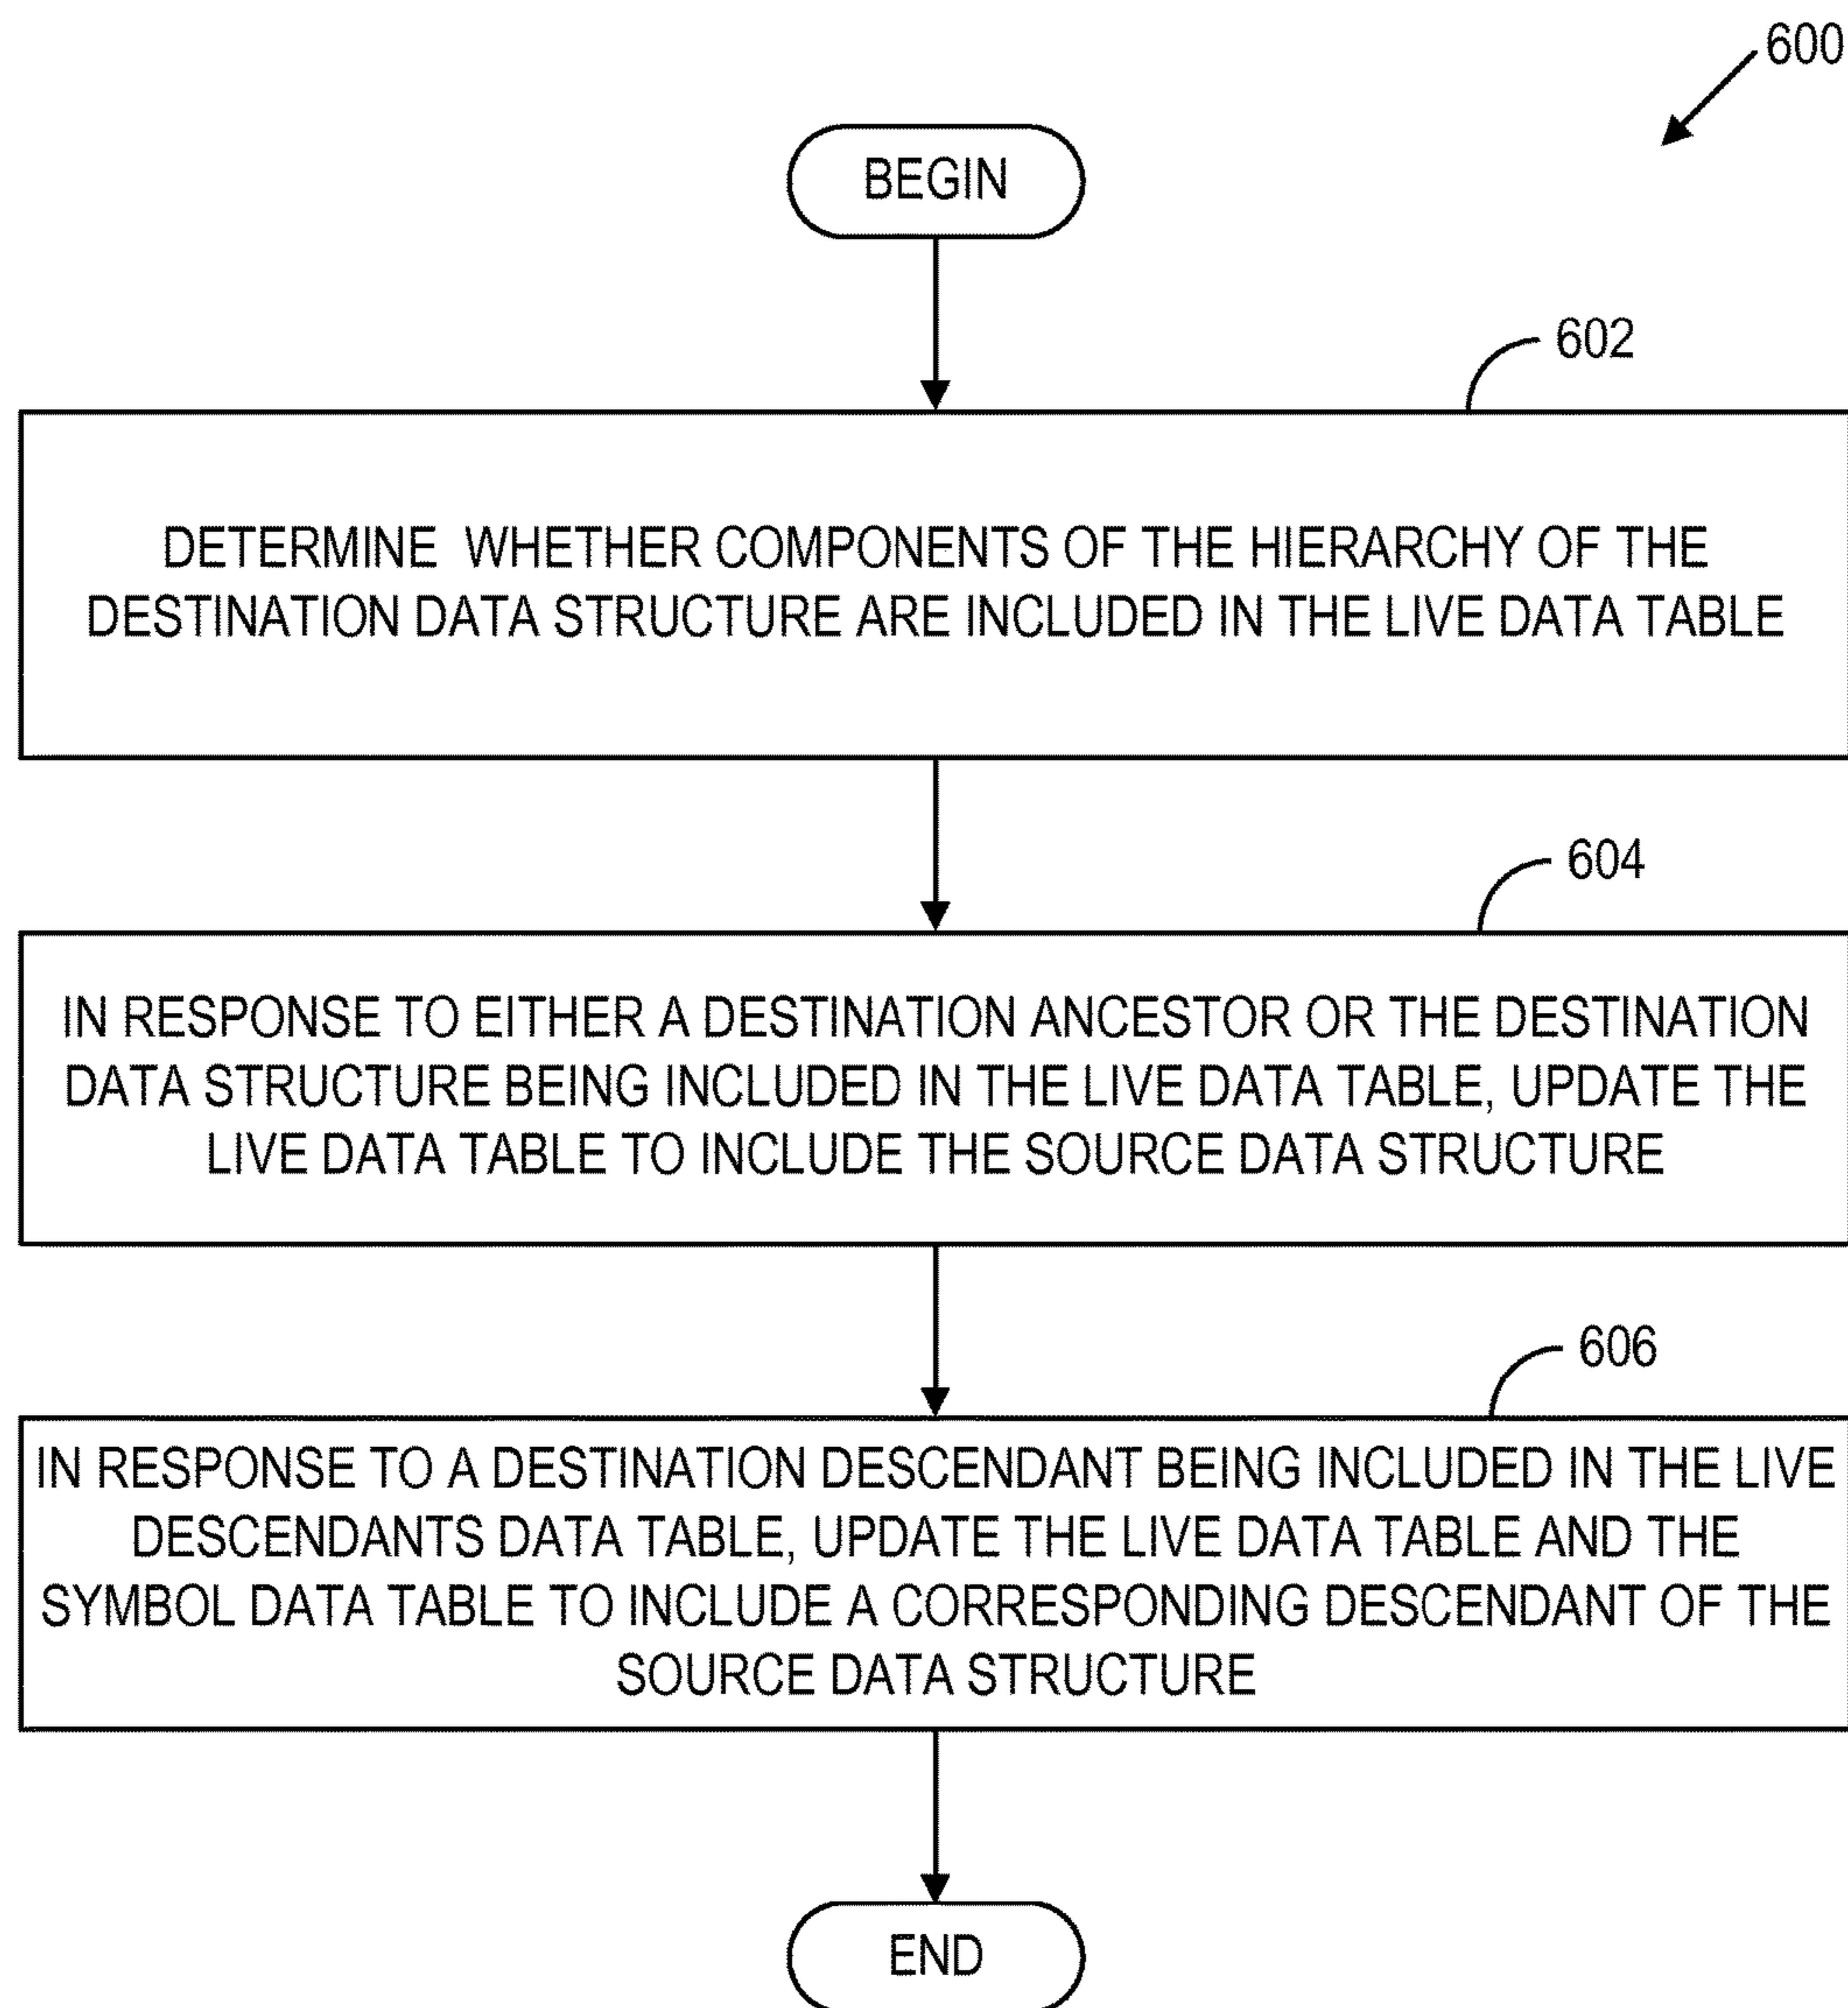 600
BEGIN
602
DETERMINE WHETHER COMPONENTS OF THE HIERARCHY OF THE
DESTINATION DATA STRUCTURE ARE INCLUDED IN THE LIVE DATA TABLE
604
IN RESPONSE TO EITHER A DESTINATION ANCESTOR OR THE DESTINATION
DATA STRUCTURE BEING INCLUDED IN THE LIVE DATA TABLE, UPDATE THE
LIVE DATA TABLE TO INCLUDE THE SOURCE DATA STRUCTURE
606
IN RESPONSE TO A DESTINATION DESCENDANT BEING INCLUDED IN THE LIVE
DESCENDANTS DATA TABLE, UPDATE THE LIVE DATA TABLE AND THE
SYMBOL DATA TABLE TO INCLUDE A CORRESPONDING DESCENDANT OF THE
SOURCE DATA STRUCTURE
END